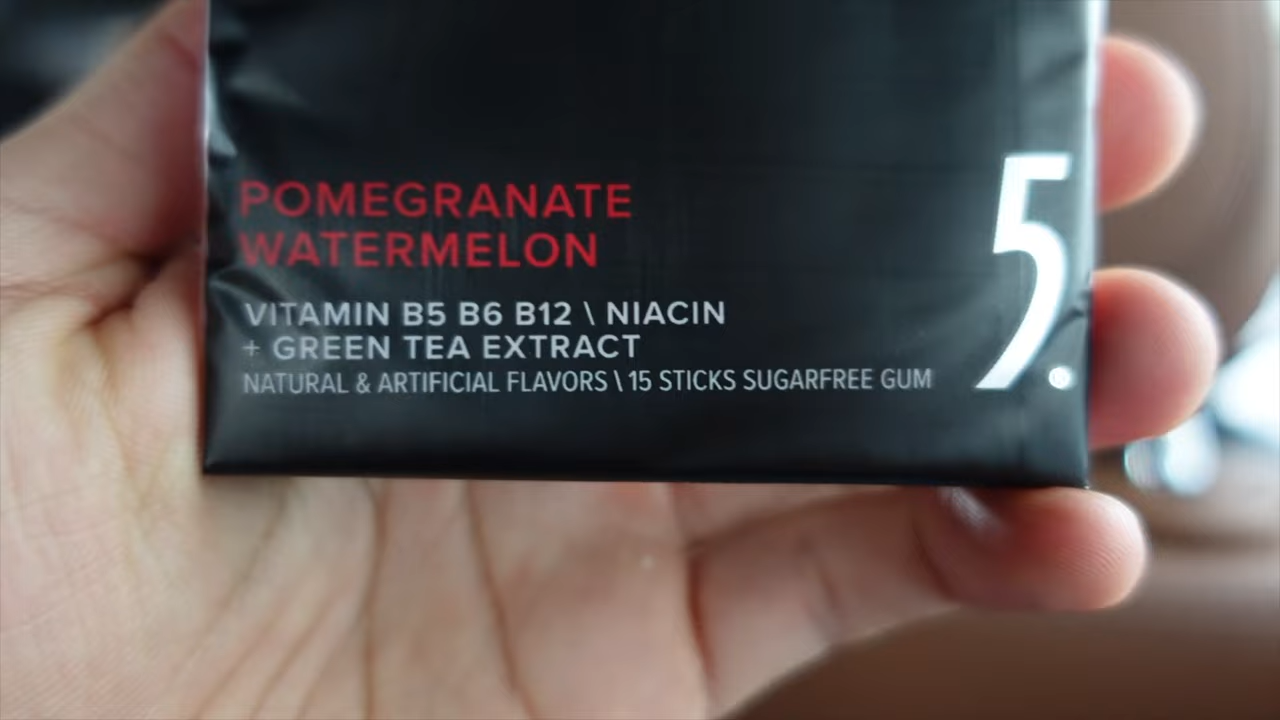 POMEGRANATE
WATERMELON
VITAMIN B5 B6 B12 \ NIACIN
+ GREEN TEA EXTRACT
NATURAL & ARTIFICIAL FLAVORS \ 15 STICKS SUGARFREE GUM
5.